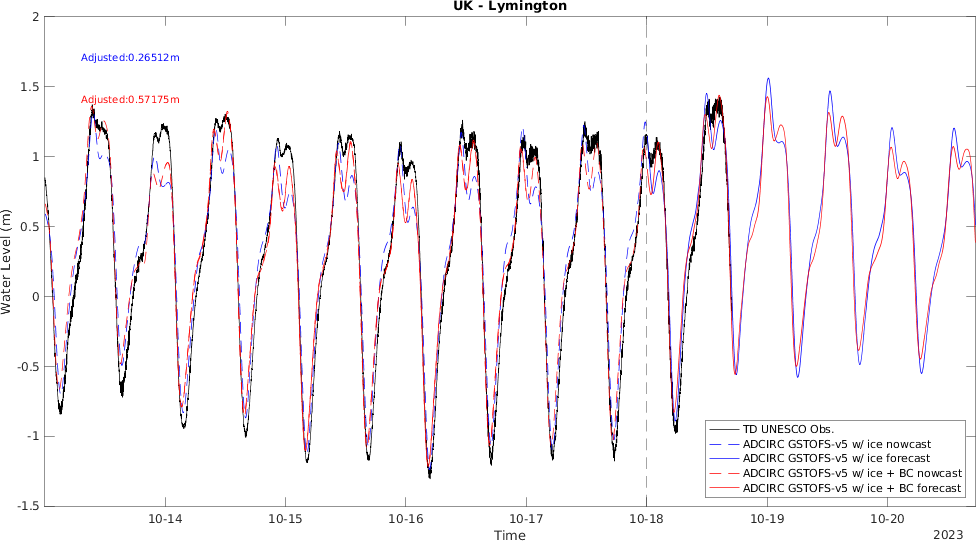 UK - Lymington
Adjusted:0.26512m
Adjusted:0.57175m
Water Level (m)
2
1.5
1
0.5
0
-0.5
-1
-1.5
TD UNESCO Obs.
ADCIRC GSTOFS-v5 w/ ice nowcast
ADCIRC GSTOFS-v5 w/ ice forecast
ADCIRC GSTOFS-v5 w/ ice + BC nowcast
ADCIRC GSTOFS-v5 w/ ice + BC forecast
10-14 10-15 10-16 10-17 10-18 10-19 10-20
Time
2023